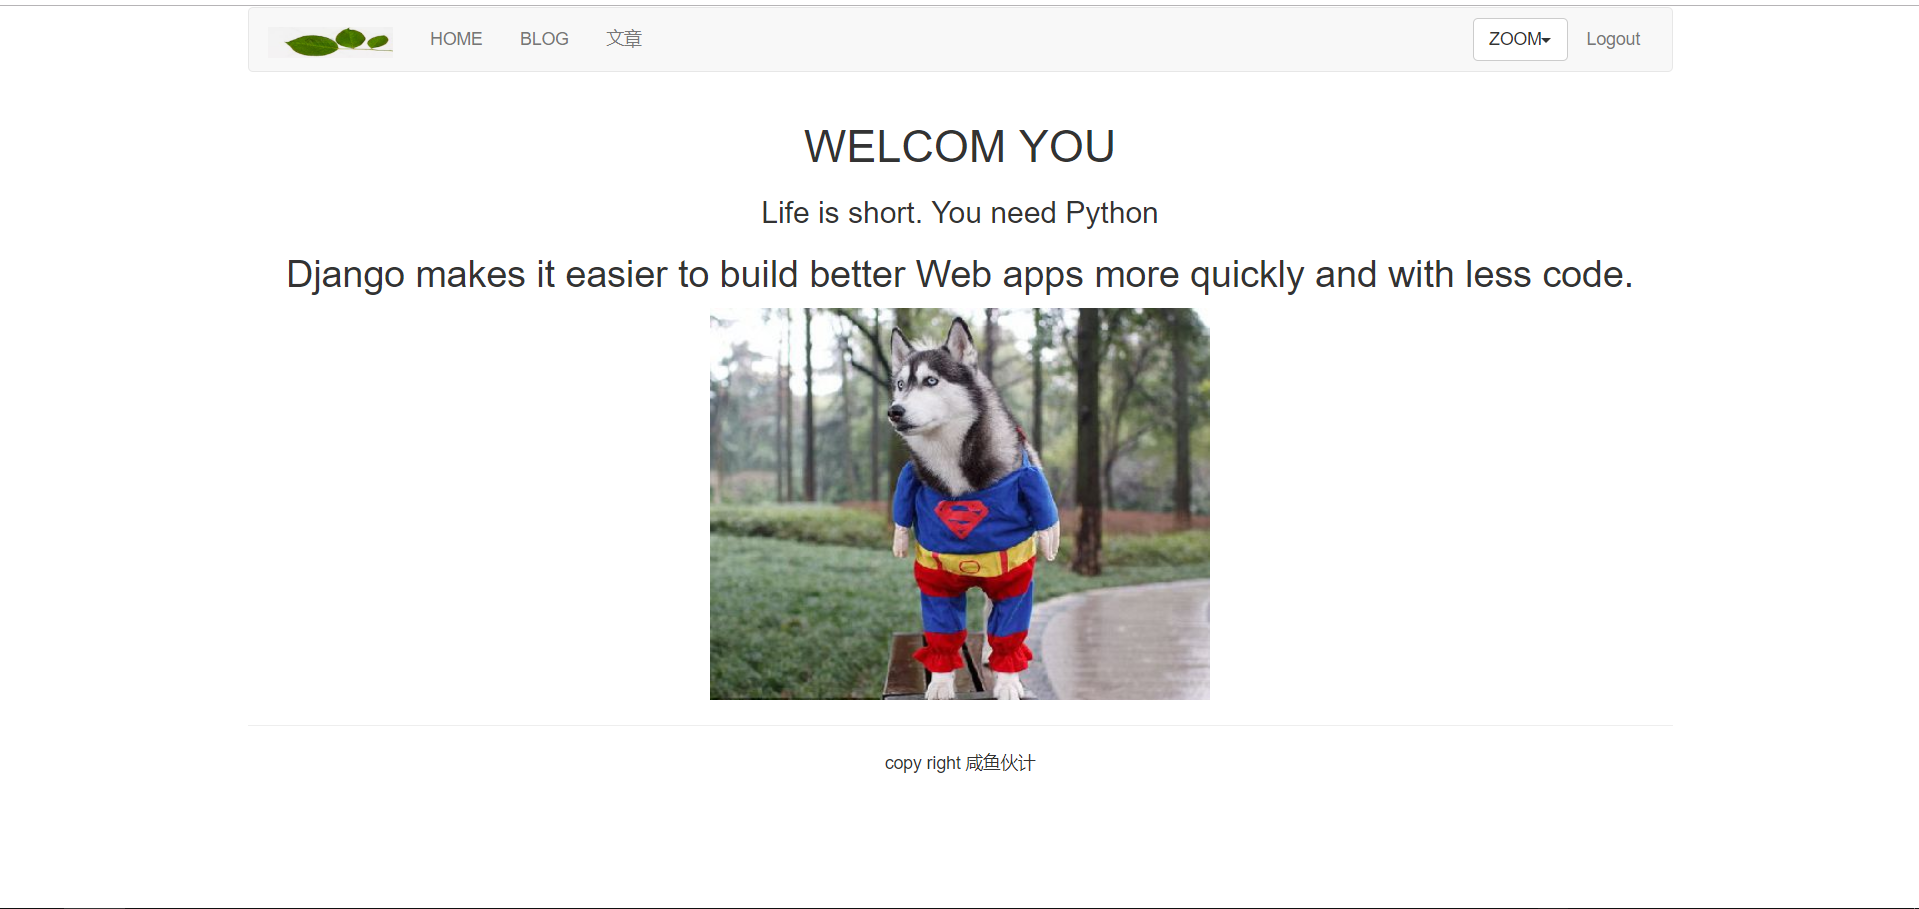 HOME BLOG 文章 ZOOM Logout
WELCOM YOU
Life is short. You need Python
Django makes it easier to build better Web apps more quickly and with less code.
copy right 咸鱼伙计